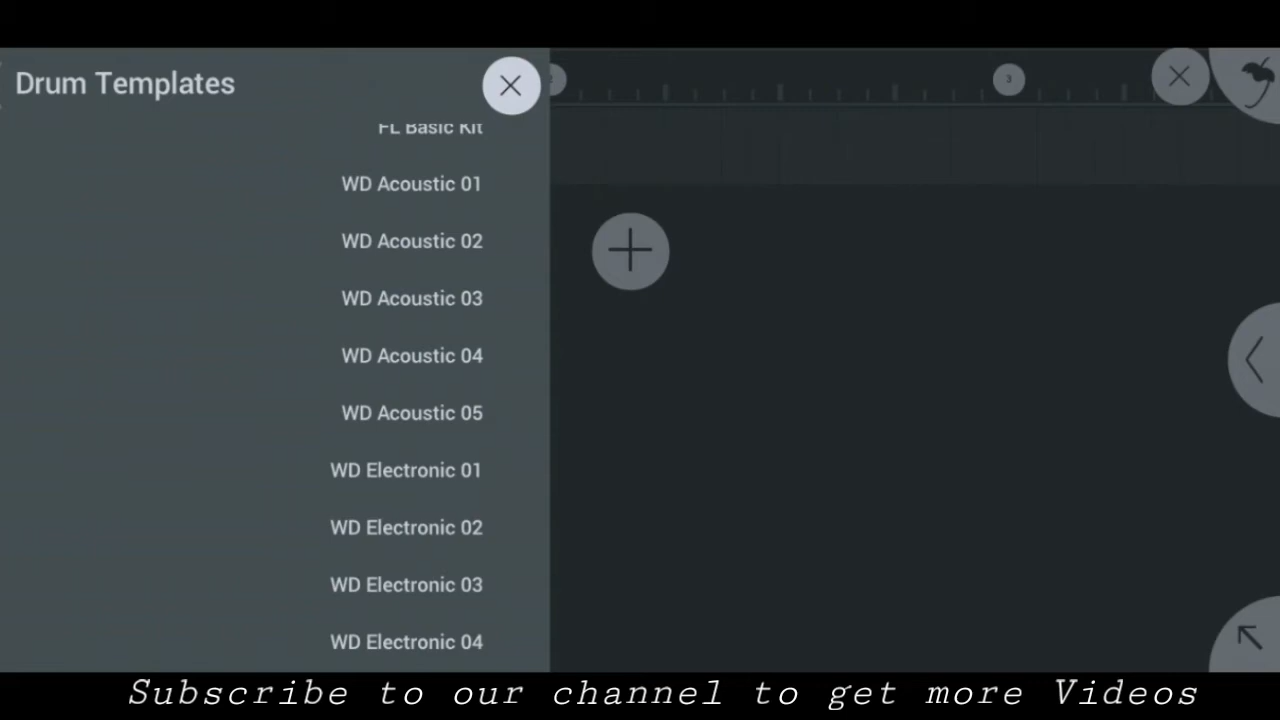 Drum Templates
3
FL Basic Kit
WD Acoustic 01
WD Acoustic 02
WD Acoustic 03
WD Acoustic 04
WD Acoustic 05
WD Electronic 01
WD Electronic 02
WD Electronic 03
WD Electronic 04
Subscribe to our channel to get more Videos